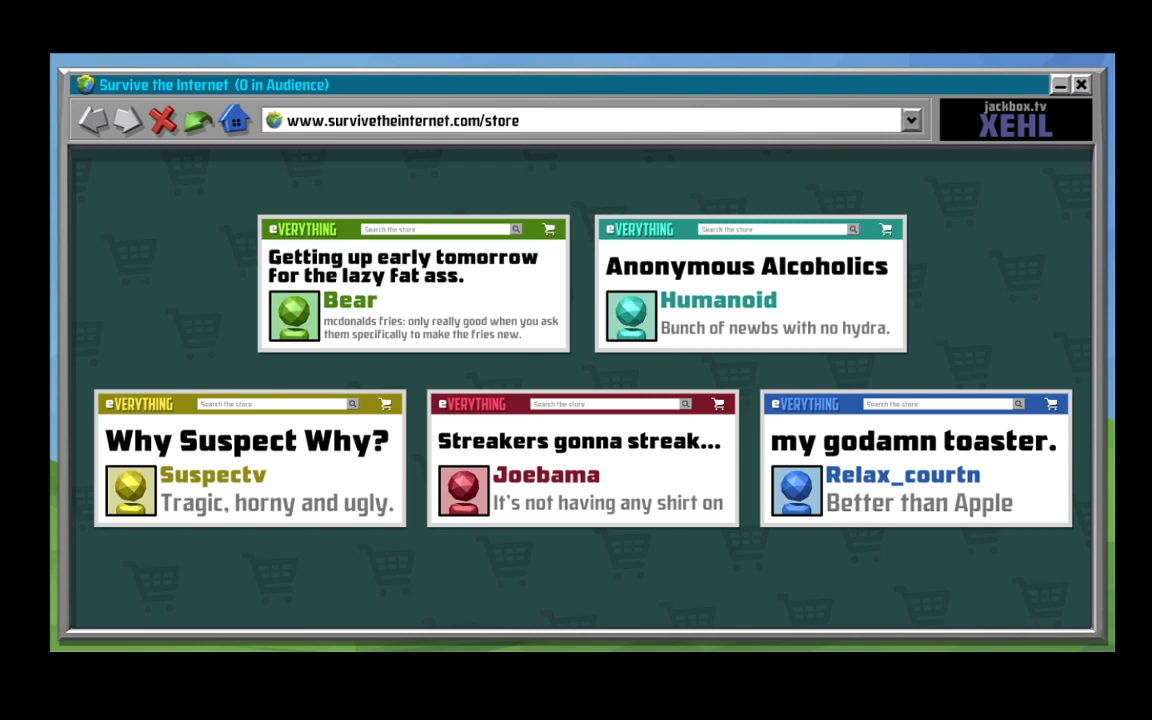 Survive the Internet (0 in Audience)
www.survivetheinternet.com/store
jackbox.tv
XEHL
eVERYTHING
Search the store
Getting up early tomorrow
for the lazy fat ass.
Bear
mcdonalds fries: only really good when you ask
them specifically to make the fries new.
eVERYTHING
Search the store
Anonymous Alcoholics
Humanoid
Bunch of newbs with no hydra.
eVERYTHING
Search the store
Why Suspect Why?
Suspectv
Tragic, horny and ugly.
eVERYTHING
Search the store
Streakers gonna streak...
Joebama
It's not having any shirt on
eVERYTHING
Search the store
my godamn toaster.
Relax_courtn
Better than Apple